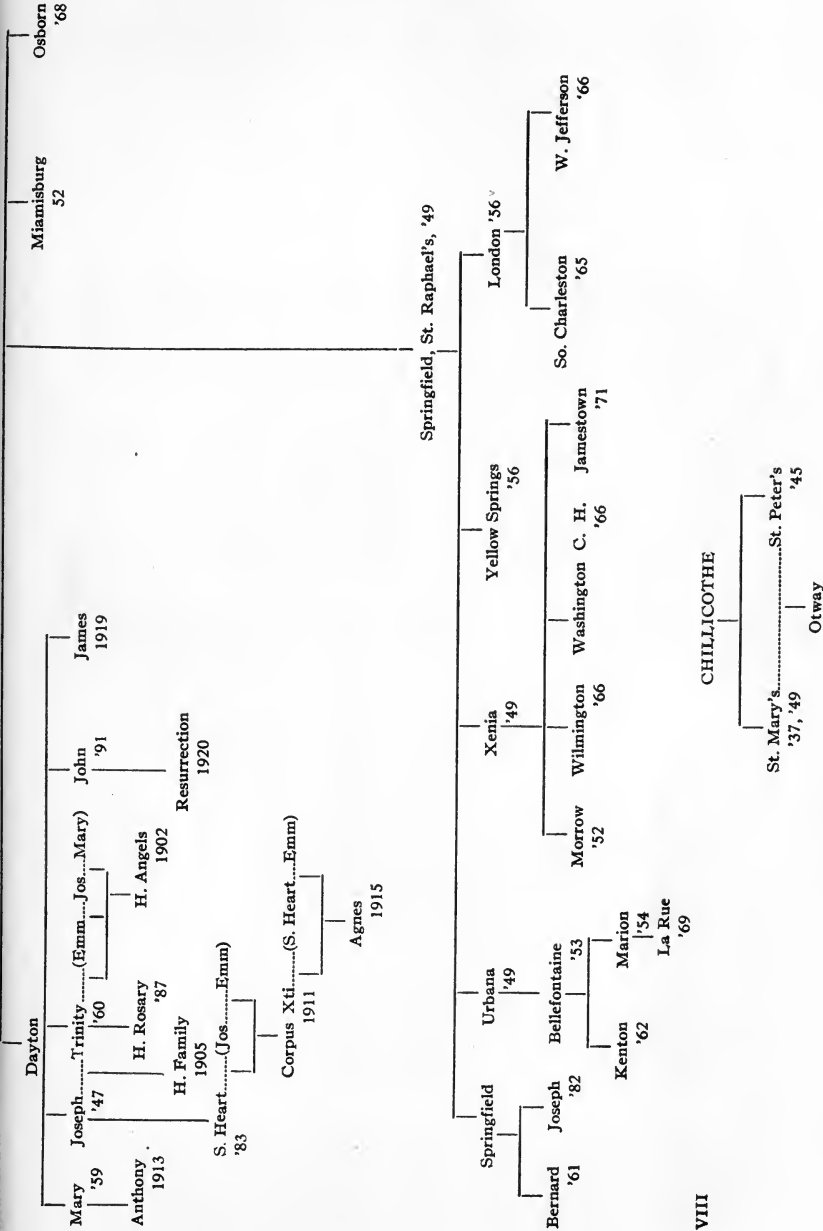 Dayton
Miamisburg
52
Osborn
'68
Mary
'59
Joseph........Trinity........(Emm....Jos....Mary)
'47
'60
John
'91
James
1919
Anthony
1913
H. Rosary
'87
H. Angels
1902
H. Family
1905
Resurrection
1920
S. Heart........(Jos........Emm)
'83
Corpus Xti........(S. Heart....Emm)
1911
Agnes
1915
Springfield, St. Raphael's, '49
Springfield
Urbana
'49
Xenia
'49
Yellow Springs
'56
London '56
Bernard
'61
Joseph
'82
Bellefontaine
'53
Morrow
'52
Wilmington
'66
Washington C. H.
'66
Jamestown
'71
So. Charleston
'65
W. Jefferson
'66
Kenton
'62
Marion
'54
La Rue
'69
CHILLICOTHE
St. Mary's........................St. Peter's
'37, '49
'45
Otway
VIII